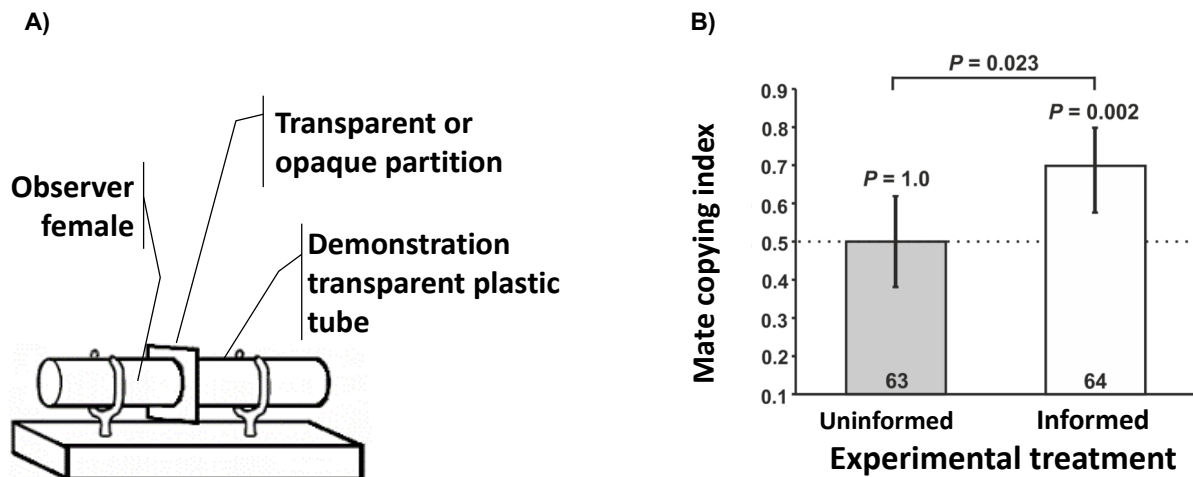 A)
Observer
female
Transparent or
opaque partition
Demonstration
transparent plastic
tube
B)
P = 0.023
P = 1.0
P = 0.002
Mate copying index
0.9
0.8
0.7
0.6
0.5
0.4
0.3
0.2
0.1
63
64
Uninformed
Informed
Experimental treatment